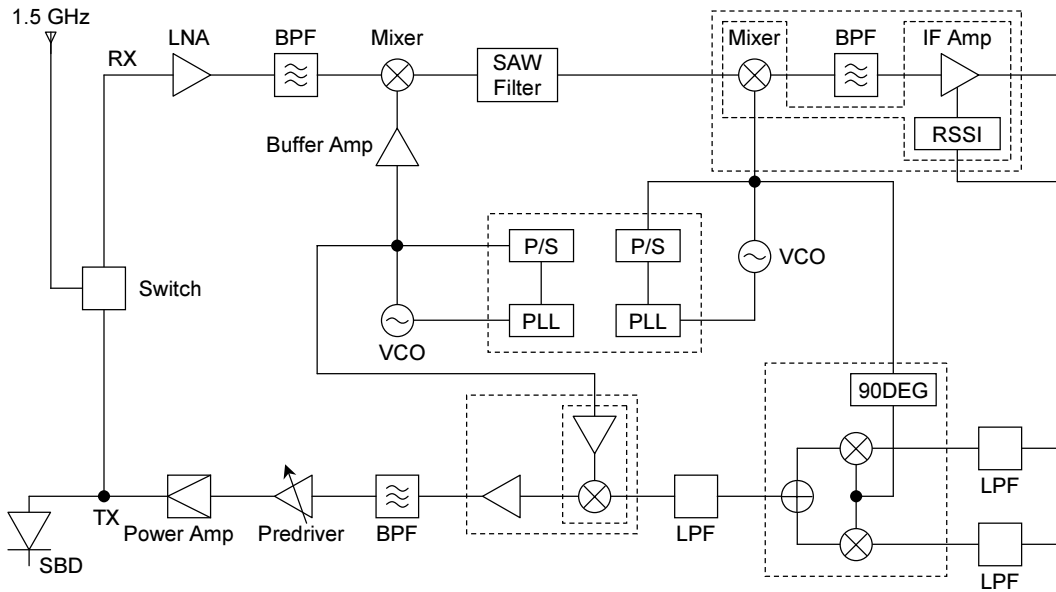 1.5 GHz
RX
LNA
BPF
Mixer
SAW
Filter
Mixer
BPF
IF Amp
RSSI
Buffer Amp
P/S
P/S
VCO
Switch
PLL
PLL
VCO
90DEG
LPF
TX
Power Amp
Predriver
BPF
LPF
LPF
SBD